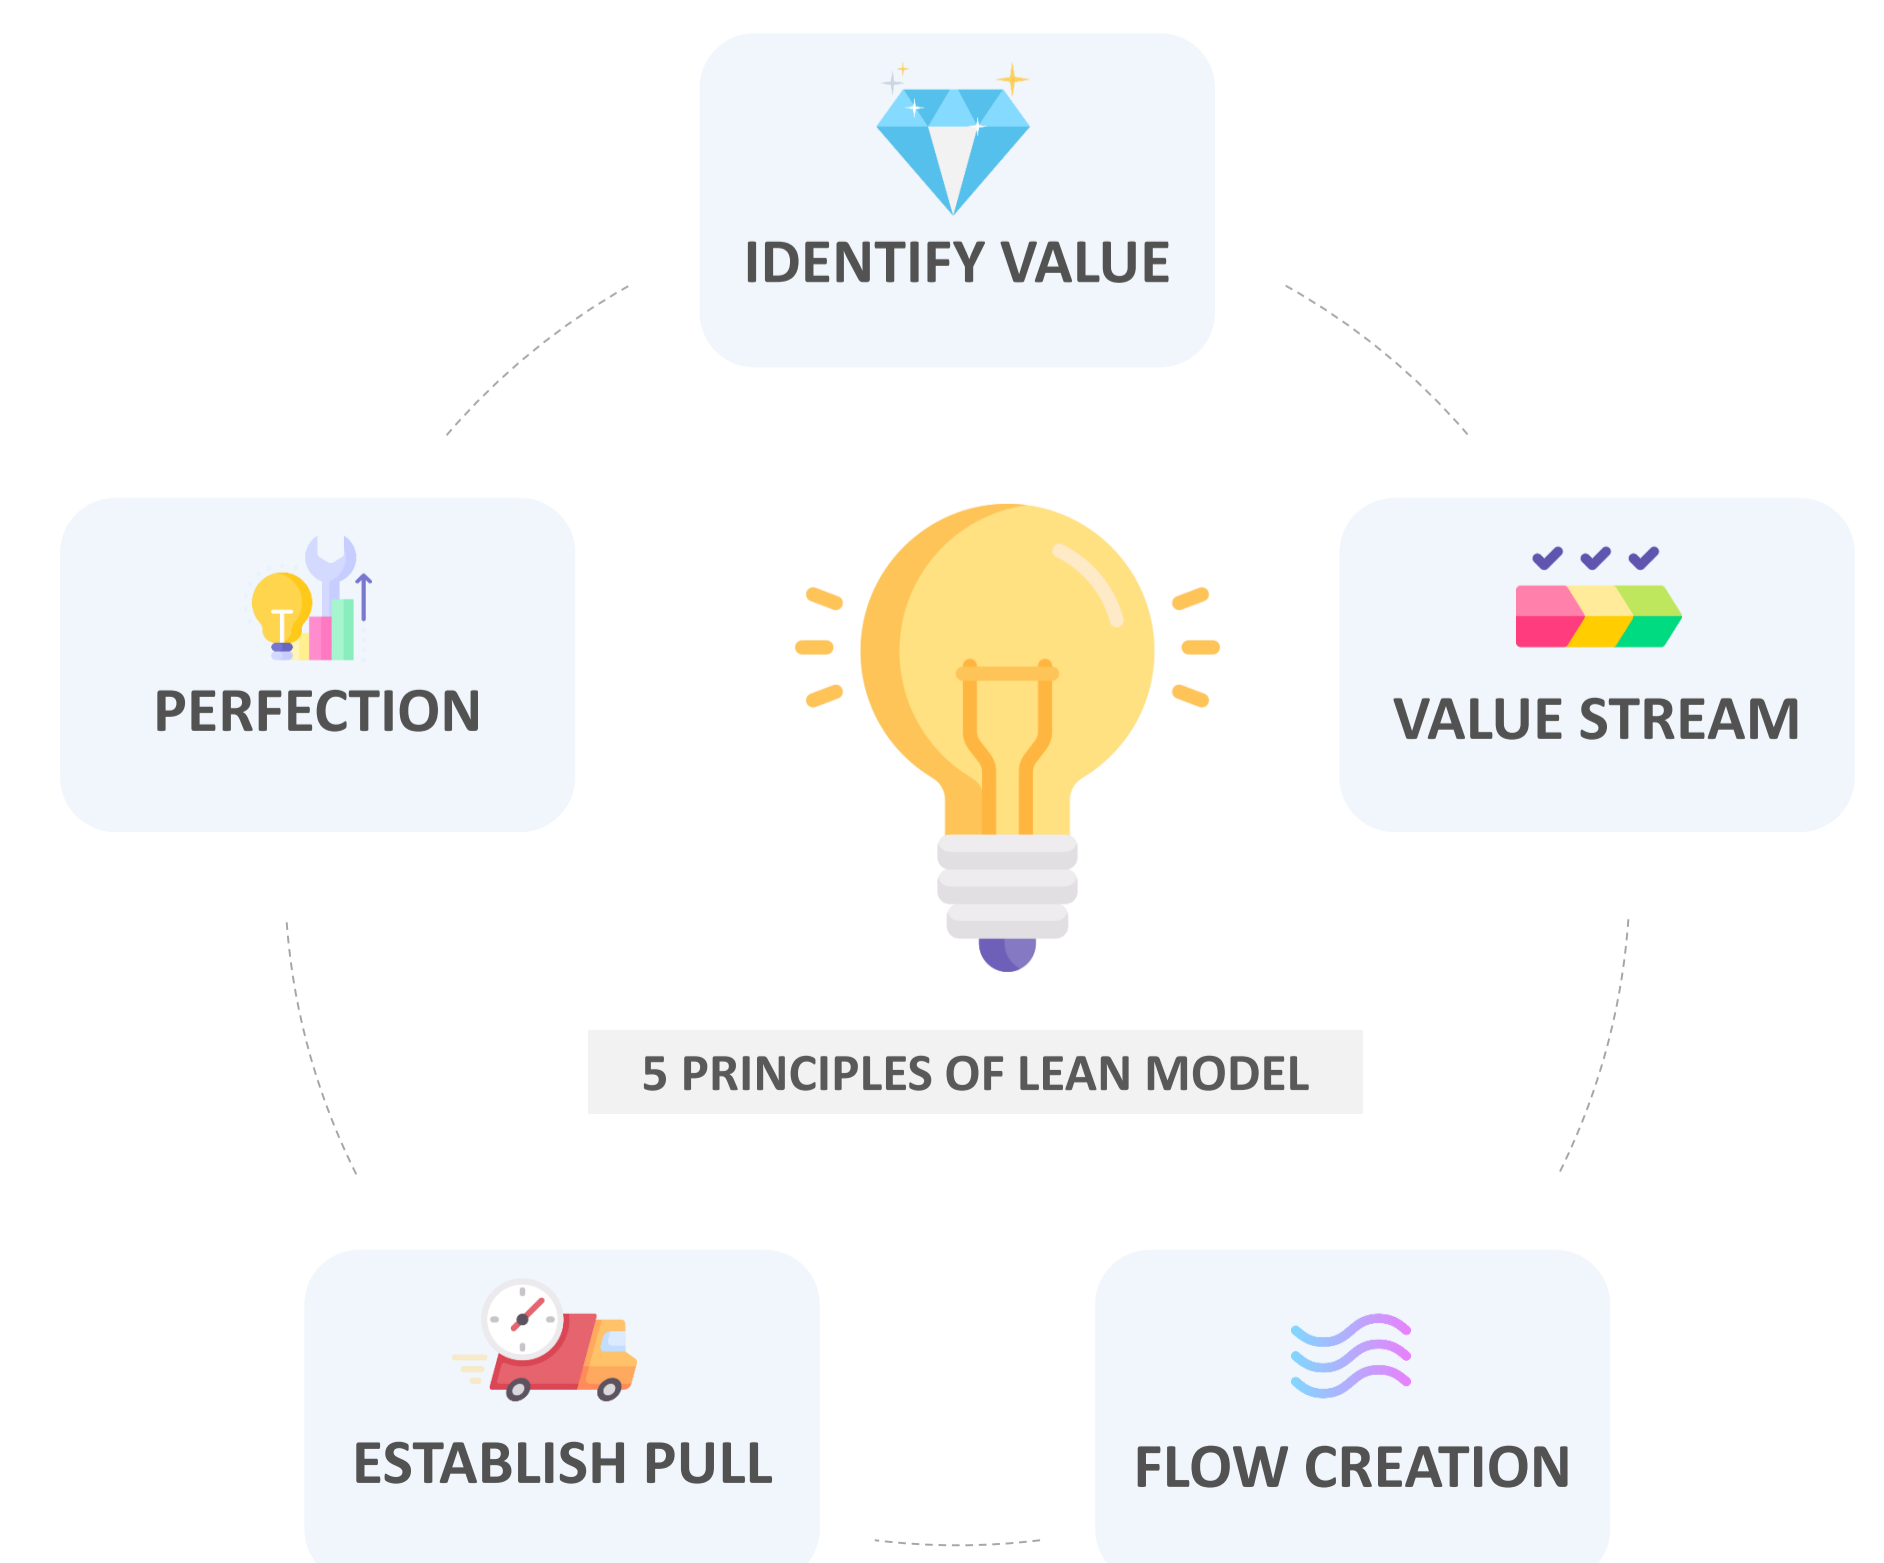 IDENTIFY VALUE
PERFECTION
VALUE STREAM
5 PRINCIPLES OF LEAN MODEL
ESTABLISH PULL
FLOW CREATION